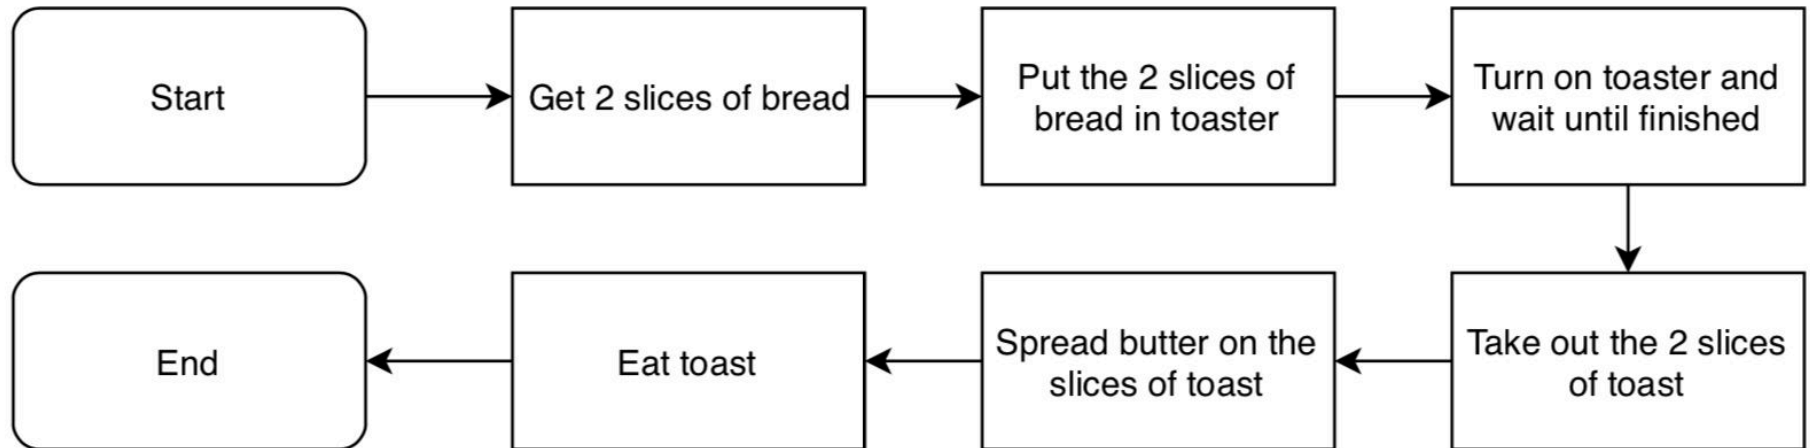 Start
Get 2 slices of bread
Put the 2 slices of
bread in toaster
Turn on toaster and
wait until finished
Take out the 2 slices
of toast
Spread butter on the
slices of toast
Eat toast
End